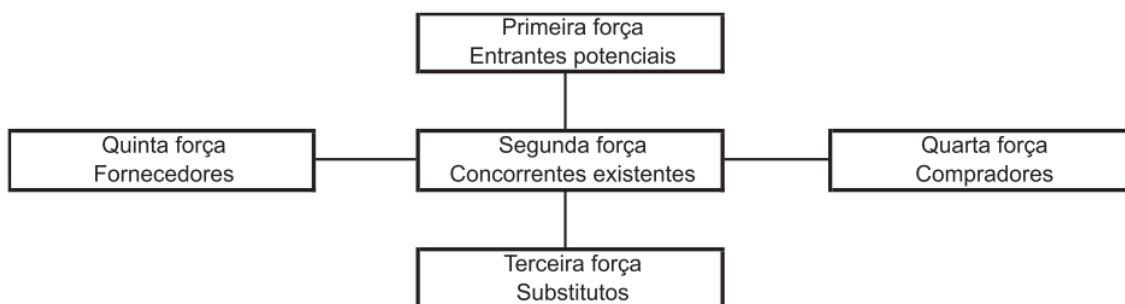 Primeira força
Entrantes potenciais
Quinta força
Fornecedores
Segunda força
Concorrentes existentes
Quarta força
Compradores
Terceira força
Substitutos